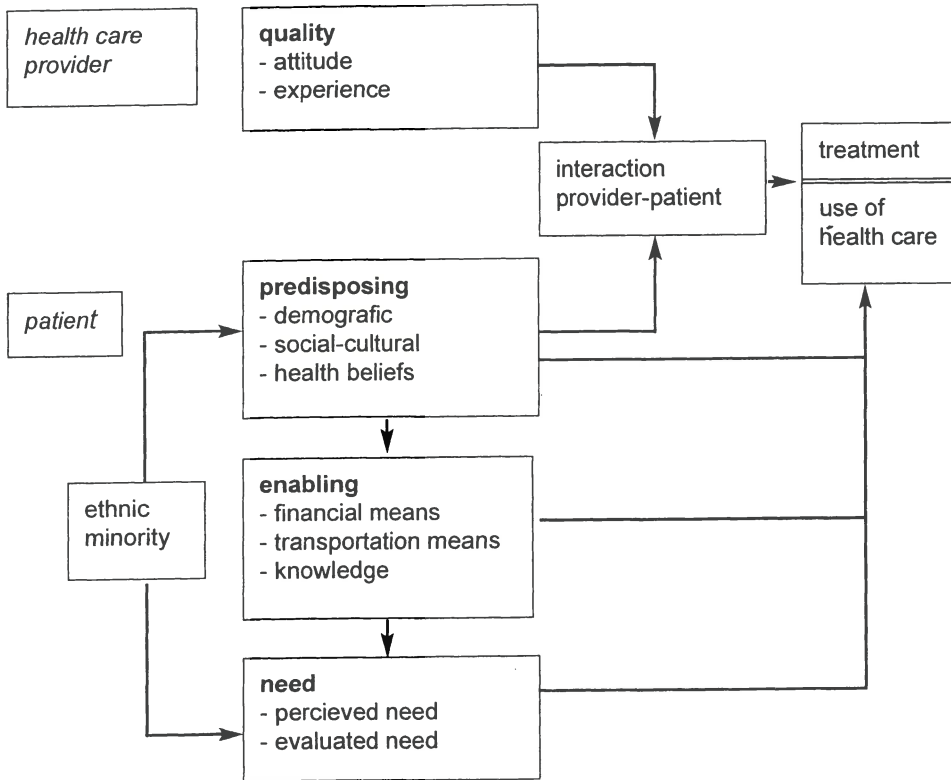 health care
provider
quality
- attitude
- experience
interaction
provider-patient
treatment
use of
health care
patient
predisposing
- demografic
- social-cultural
- health beliefs
ethnic
minority
enabling
- financial means
- transportation means
- knowledge
need
- percieved need
- evaluated need